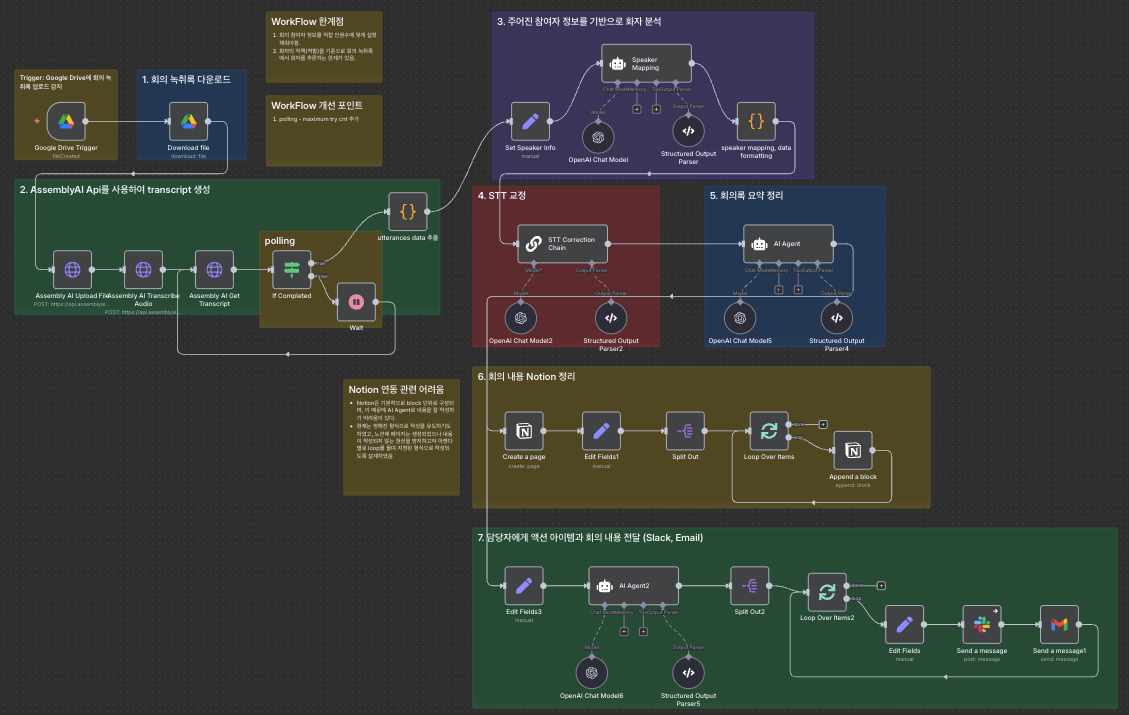 WorkFlow 한계점
1. 회의 참여자 정보를 직접 인원수에 맞게 설정
해줘야함.
2. 화자의 직책(역할)을 기준으로 회의 녹취록
에서 화자를 추론하는 한계가 있음.
WorkFlow 개선 포인트
1. polling - maximum try cnt 추가
Trigger: Google Drive에 회의 녹
취록 업로드 감지
Google Drive Trigger
fileCreated
1. 회의 녹취록 다운로드
Download file
download: file
2. AssemblyAI Api를 사용하여 transcript 생성
Assembly AI Upload File
POST: https://api.assemblyai...
Assembly AI Transcribe
Audio
POST: https://api.assemblyai...
Assembly AI Get
Transcript
polling
If Completed
true
false
Wait
utterances data 추출
3. 주어진 참여자 정보를 기반으로 화자 분석
Set Speaker Info
manual
Speaker
Mapping
Chat Model
Memory
Tool
Output Parser
Model
OpenAI Chat Model
Output Parser
Structured Output
Parser
speaker mapping, data
formatting
4. STT 교정
STT Correction
Chain
Model*
Output Parser
Model
OpenAI Chat Model2
Output Parser
Structured Output
Parser2
5. 회의록 요약 정리
AI Agent
Chat Model
Memory
Tool
Output Parser
Model
OpenAI Chat Model5
Output Parser
Structured Output
Parser4
Notion 연동 관련 어려움
Notion은 기본적으로 block 단위로 구성되
며, 이 때문에 AI Agent로 내용을 잘 작성하
기 어려움이 있다.
현재는 정해진 형식으로 작성을 유도하기도
하였고, 노션에 페이지는 생성되었으나 내용
이 작성되지 않는 현상을 방지하고자 아젠다
별로 loop를 돌며 지정된 형식으로 작성되
도록 설계하였음.
6. 회의 내용 Notion 정리
Create a page
create: page
Edit Fields1
manual
Split Out
Loop Over Items
done
loop
Append a block
append: block
7. 담당자에게 액션 아이템과 회의 내용 전달 (Slack, Email)
Edit Fields3
manual
AI Agent2
Chat Model
Memory
Tool
Output Parser
Model
OpenAI Chat Model6
Output Parser
Structured Output
Parser5
Split Out2
Loop Over Items2
done
loop
Edit Fields
manual
Send a message
post: message
Send a message1
send: message